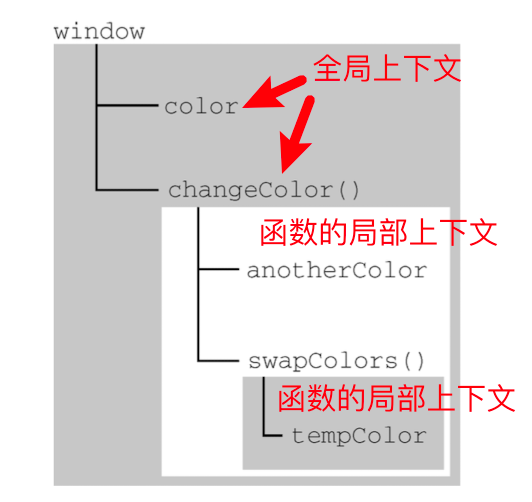 window
全局上下文
color
changeColor()
函数的局部上下文
anotherColor
swapColors()
函数的局部上下文
tempColor